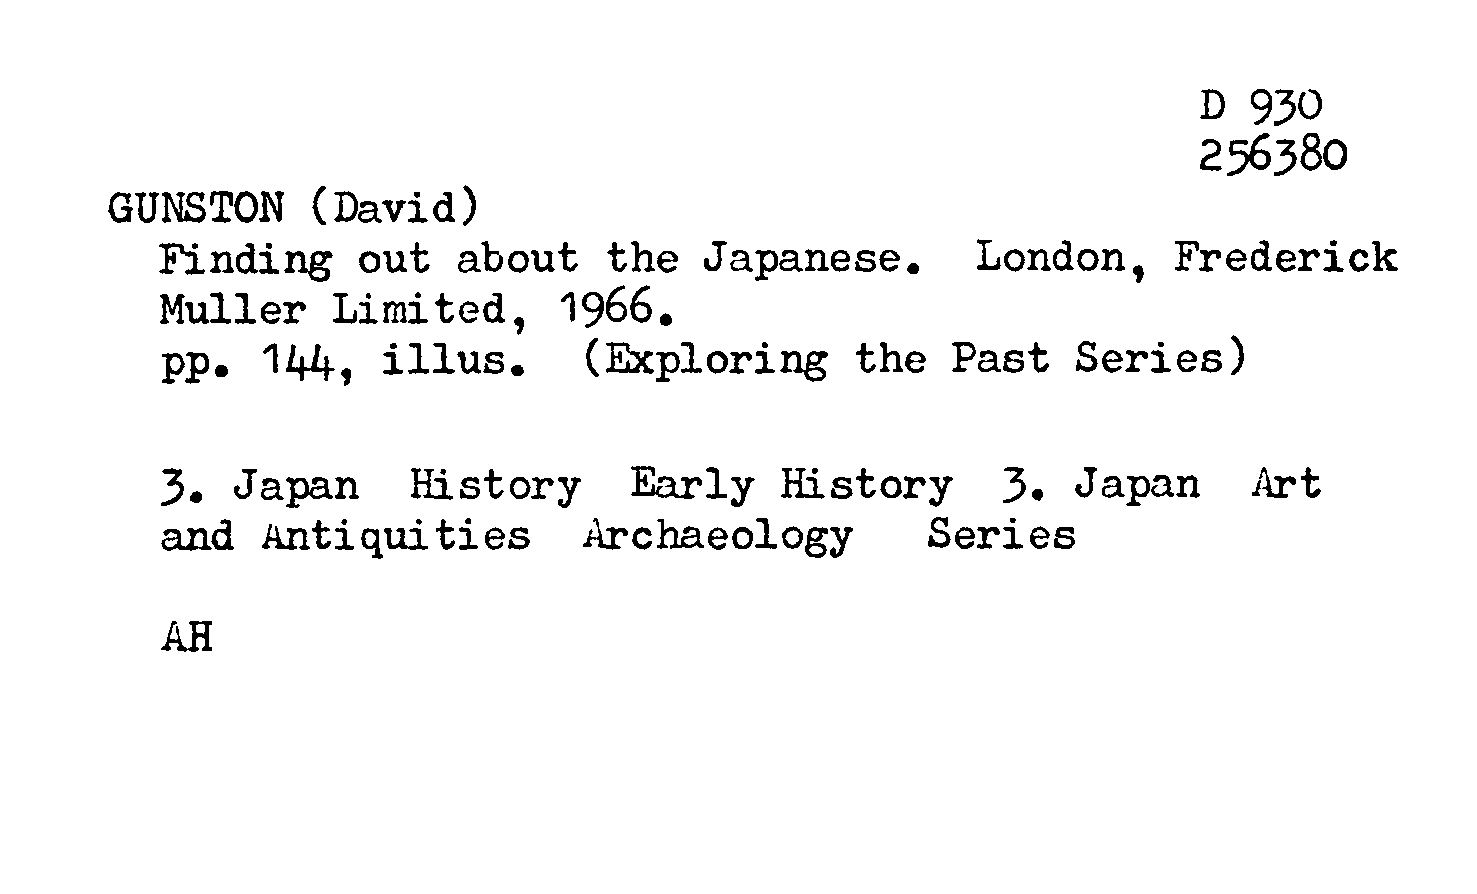 D 930
256380
GUNSTON (David)
Finding out about the Japanese. London, Frederick
Muller Limited, 1966.
pp. 144, illus. (Exploring the Past Series)
3. Japan History Early History 3. Japan Art
and Antiquities Archaeology Series
AH